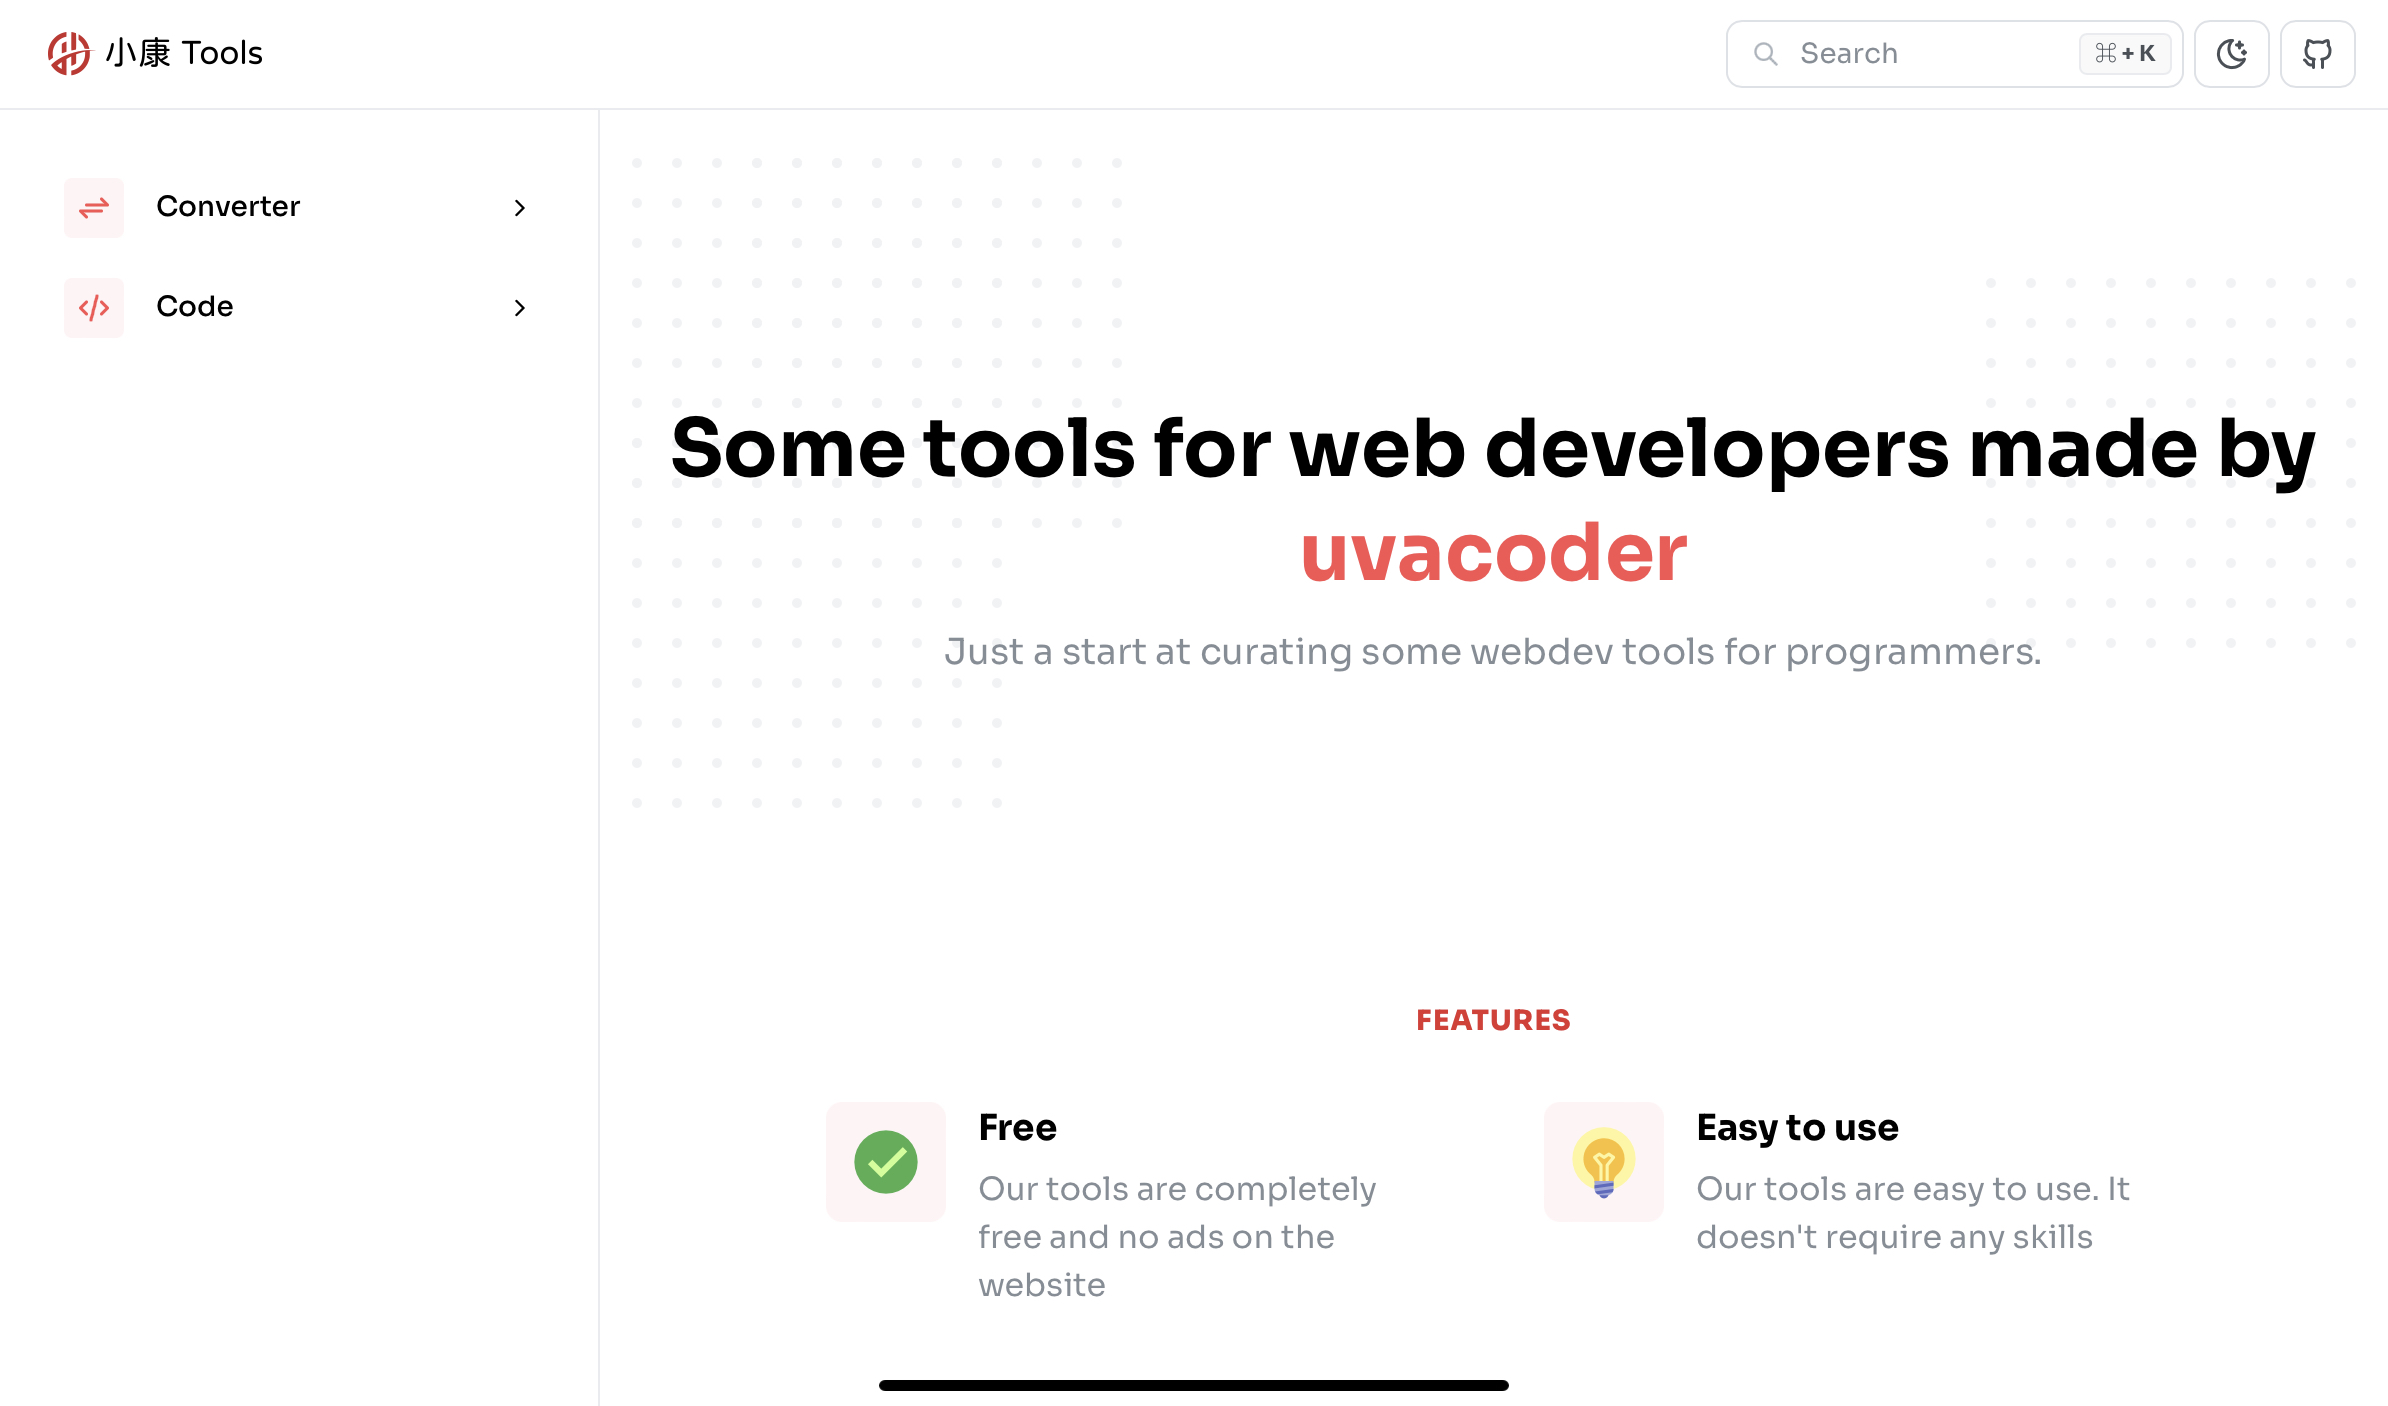 小康 Tools
Search
⌘+K
Converter
Code
Some tools for web developers made by
uvacoder
Just a start at curating some webdev tools for programmers.
FEATURES
Free
Our tools are completely
free and no ads on the
website
Easy to use
Our tools are easy to use. It
doesn't require any skills